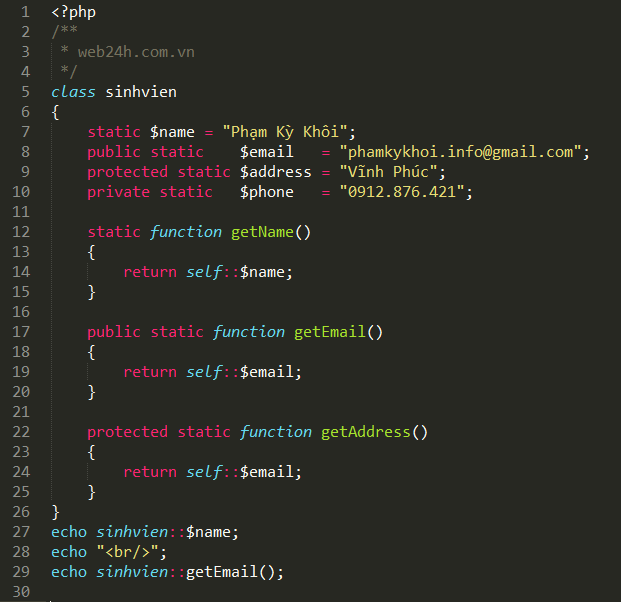 1 <?php
2 /**
3  * web24h.com.vn
4  */
5 class sinhvien
6 {
7     static $name = "Phạm Kỳ Khôi";
8     public static    $email   = "phamkykhoi.info@gmail.com";
9     protected static $address = "Vĩnh Phúc";
10     private static   $phone   = "0912.876.421";
11
12     static function getName()
13     {
14         return self::$name;
15     }
16
17     public static function getEmail()
18     {
19         return self::$email;
20     }
21
22     protected static function getAddress()
23     {
24         return self::$email;
25     }
26 }
27 echo sinhvien::$name;
28 echo "<br/>";
29 echo sinhvien::getEmail();
30